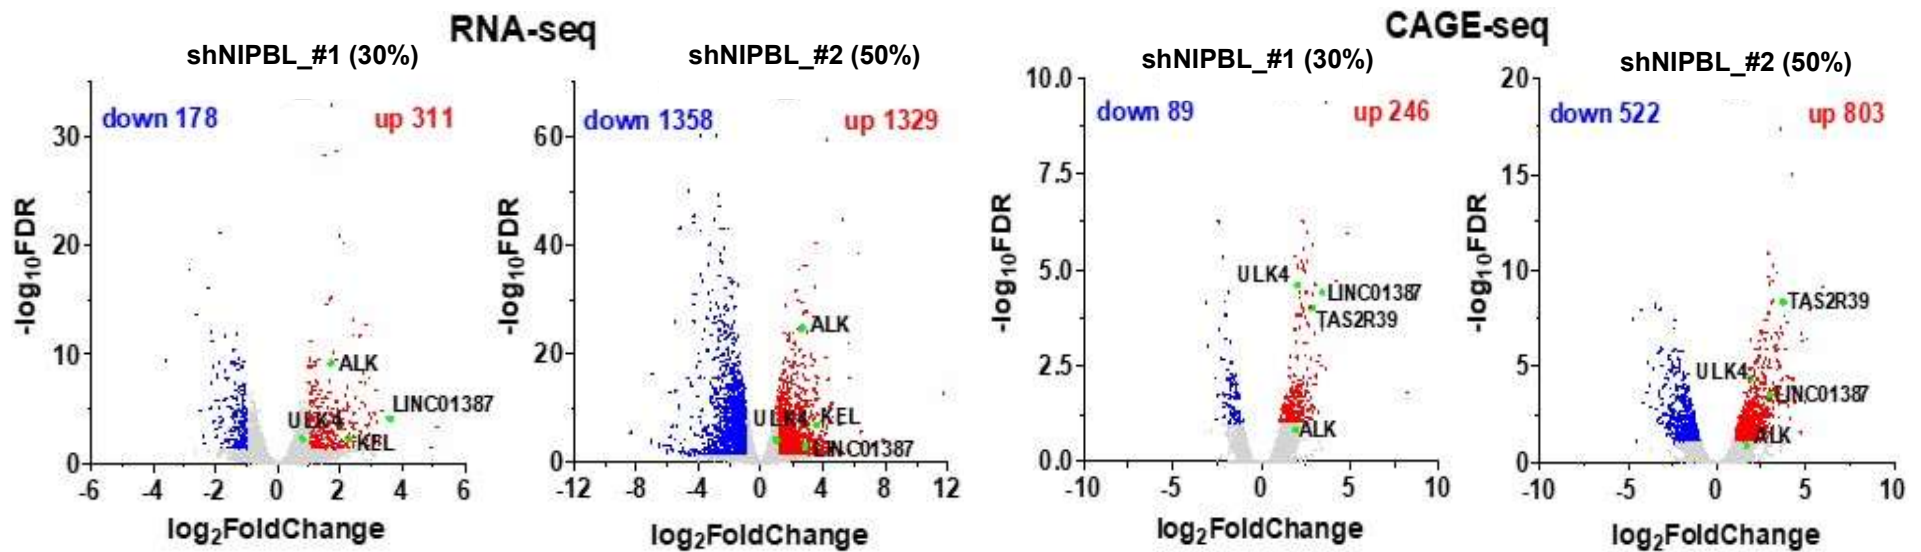 RNA-seq
CAGE-seq
shNIPBL_#1 (30%)
shNIPBL_#2 (50%)
shNIPBL_#1 (30%)
shNIPBL_#2 (50%)
down 178
up 311
30
20
10
0
-log10FDR
ALK
LINC01387
ULK4
KEL
-6
-4
-2
0
2
4
6
log2FoldChange
down 1358
up 1329
60
40
20
0
-log10FDR
ALK
ULK4
KEL
LINC01387
-12
-8
-4
0
4
8
12
log2FoldChange
down 89
up 246
10.0
7.5
5.0
2.5
0.0
-log10FDR
ULK4
LINC01387
TAS2R39
ALK
-10
-5
0
5
10
log2FoldChange
down 522
up 803
20
15
10
5
0
-log10FDR
TAS2R39
ULK4
LINC01387
ALK
-10
-5
0
5
10
log2FoldChange